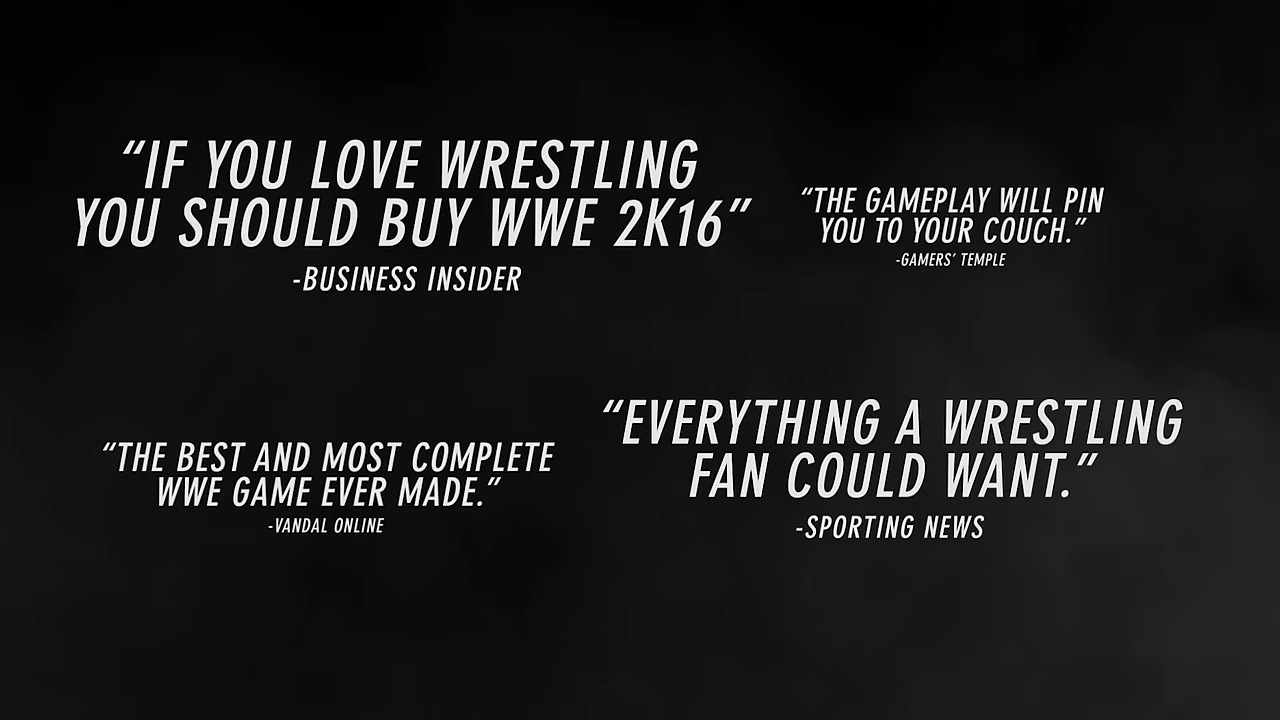 “IF YOU LOVE WRESTLING
YOU SHOULD BUY WWE 2K16”
-BUSINESS INSIDER
“THE GAMEPLAY WILL PIN
YOU TO YOUR COUCH.”
-GAMERS’ TEMPLE
“THE BEST AND MOST COMPLETE
WWE GAME EVER MADE.”
-VANDAL ONLINE
“EVERYTHING A WRESTLING
FAN COULD WANT.”
-SPORTING NEWS